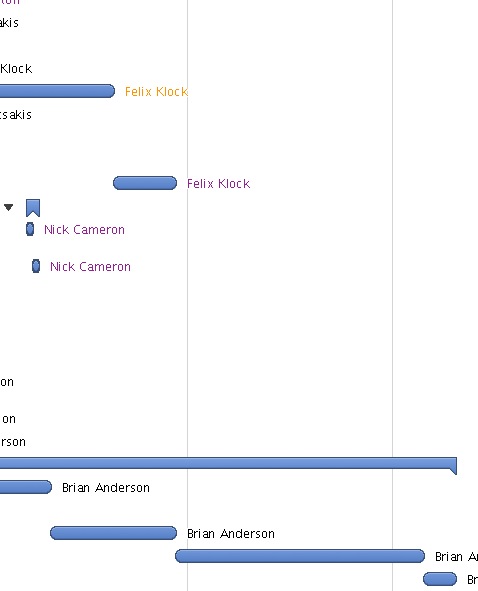 akis
Klock
Felix Klock
sakis
Felix Klock
Nick Cameron
Nick Cameron
on
on
rson
Brian Anderson
Brian Anderson
Brian A
Br